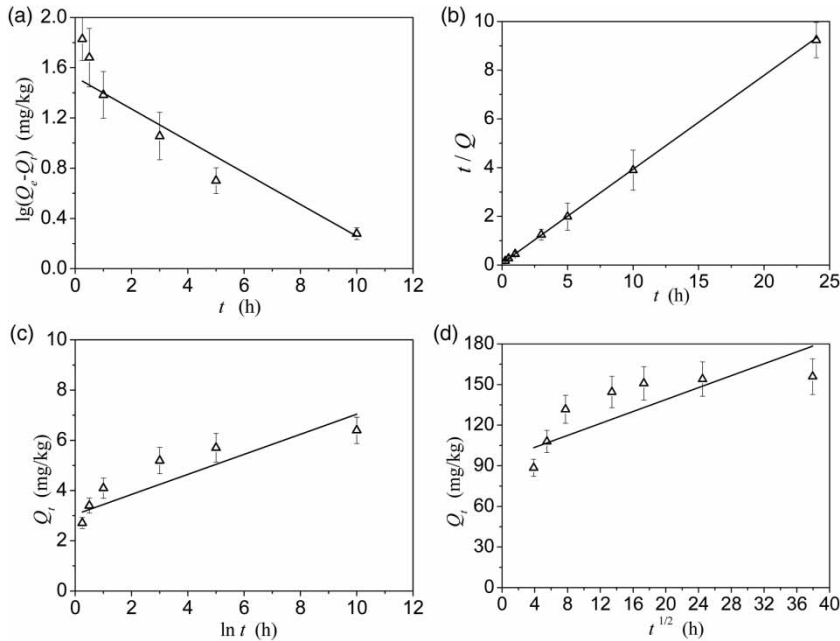 (a)
2.0
1.6
1.2
0.8
0.4
0.0
lg(Qe-Qt) (mg/kg)
0 2 4 6 8 10 12
t (h)
(b)
10
8
6
4
2
0
t / Q
0 5 10 15 20 25
t (h)
(c)
10
8
6
4
2
0
Qt (mg/kg)
0 2 4 6 8 10 12
ln t (h)
(d)
180
150
120
90
60
30
0
Qt (mg/kg)
0 4 8 12 16 20 24 28 32 36 40
t 1/2 (h)